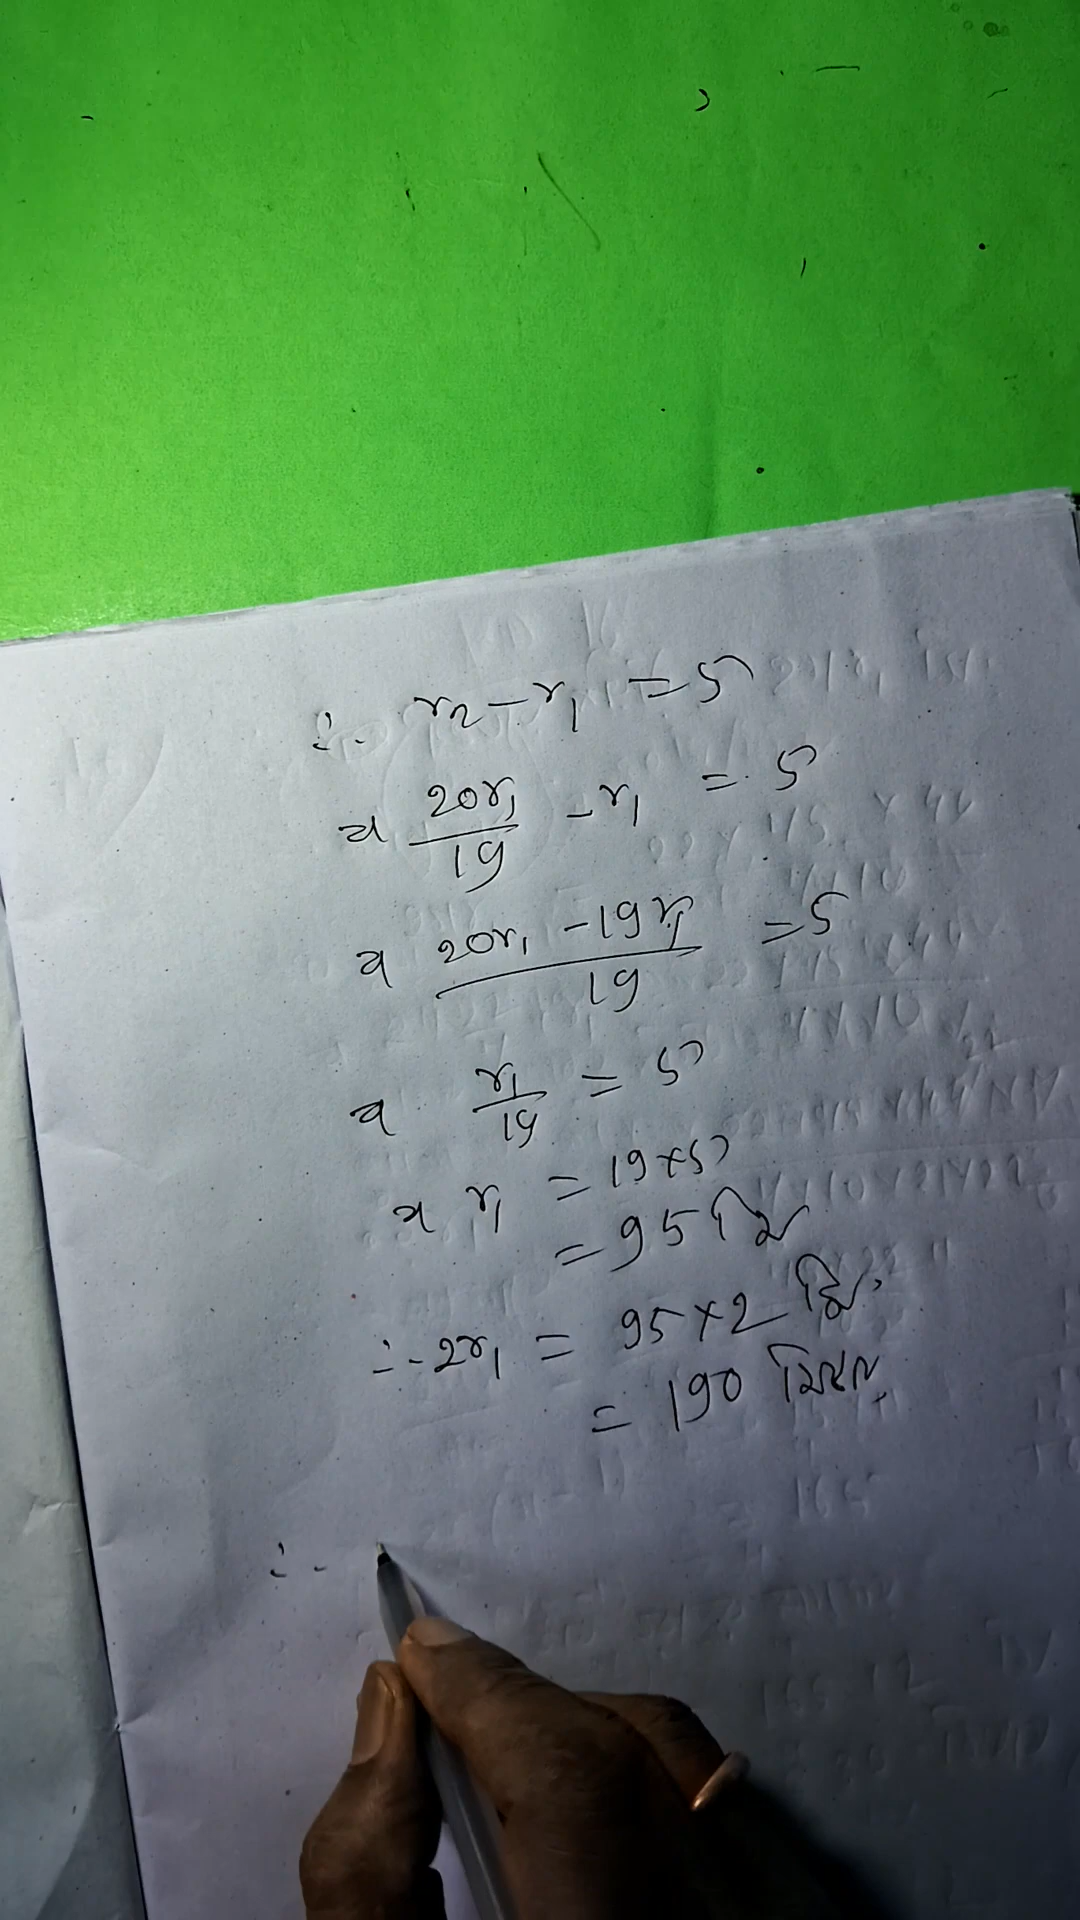 ∴ r₂ - r₁ = 5
বা 20r₁/19 - r₁ = 5
বা (20r₁ - 19r₁)/19 = 5
বা r₁/19 = 5
বা r₁ = 19×5
= 95 মি
∴ 2r₁ = 95×2 মি
= 190 মিটার
∴